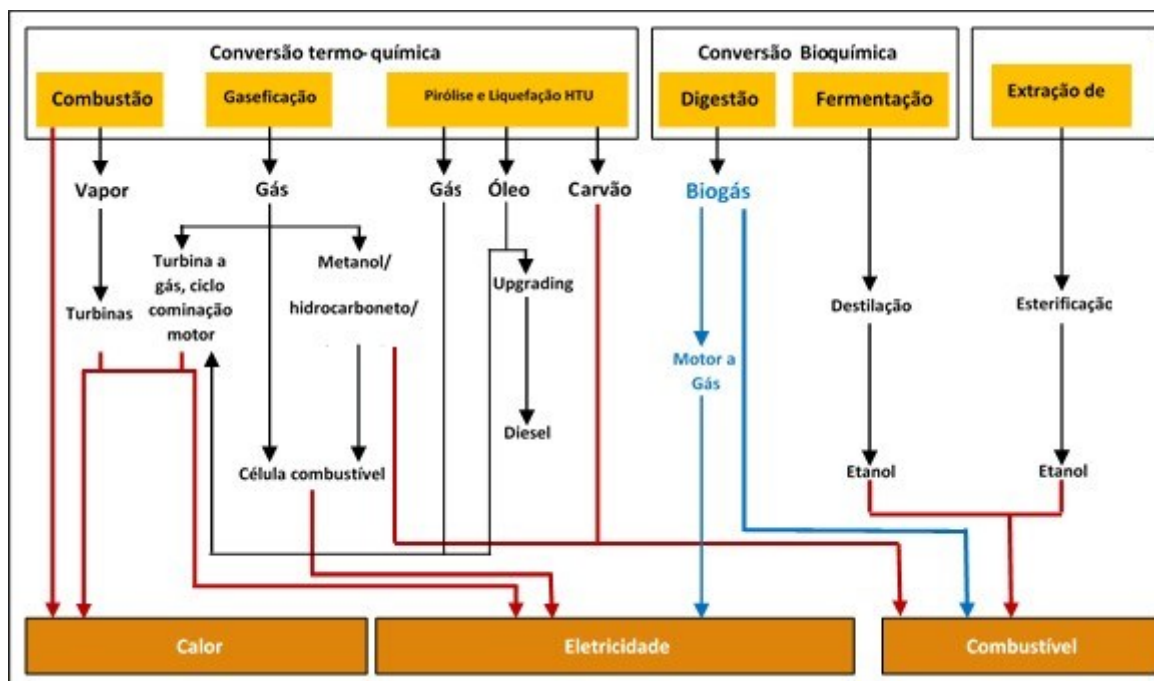 Conversão termo- química
Conversão Bioquímica
Combustão
Gaseficação
Pirólise e Liquefação HTU
Digestão
Fermentação
Extração de
Vapor
Gás
Gás
Óleo
Carvão
Biogás
Turbina a
gás, ciclo
cominação
motor
Metanol/
hidrocarboneto/
Upgrading
Turbinas
Destilação
Esterificação
Motor a
Gás
Diesel
Célula combustível
Etanol
Etanol
Calor
Eletricidade
Combustível